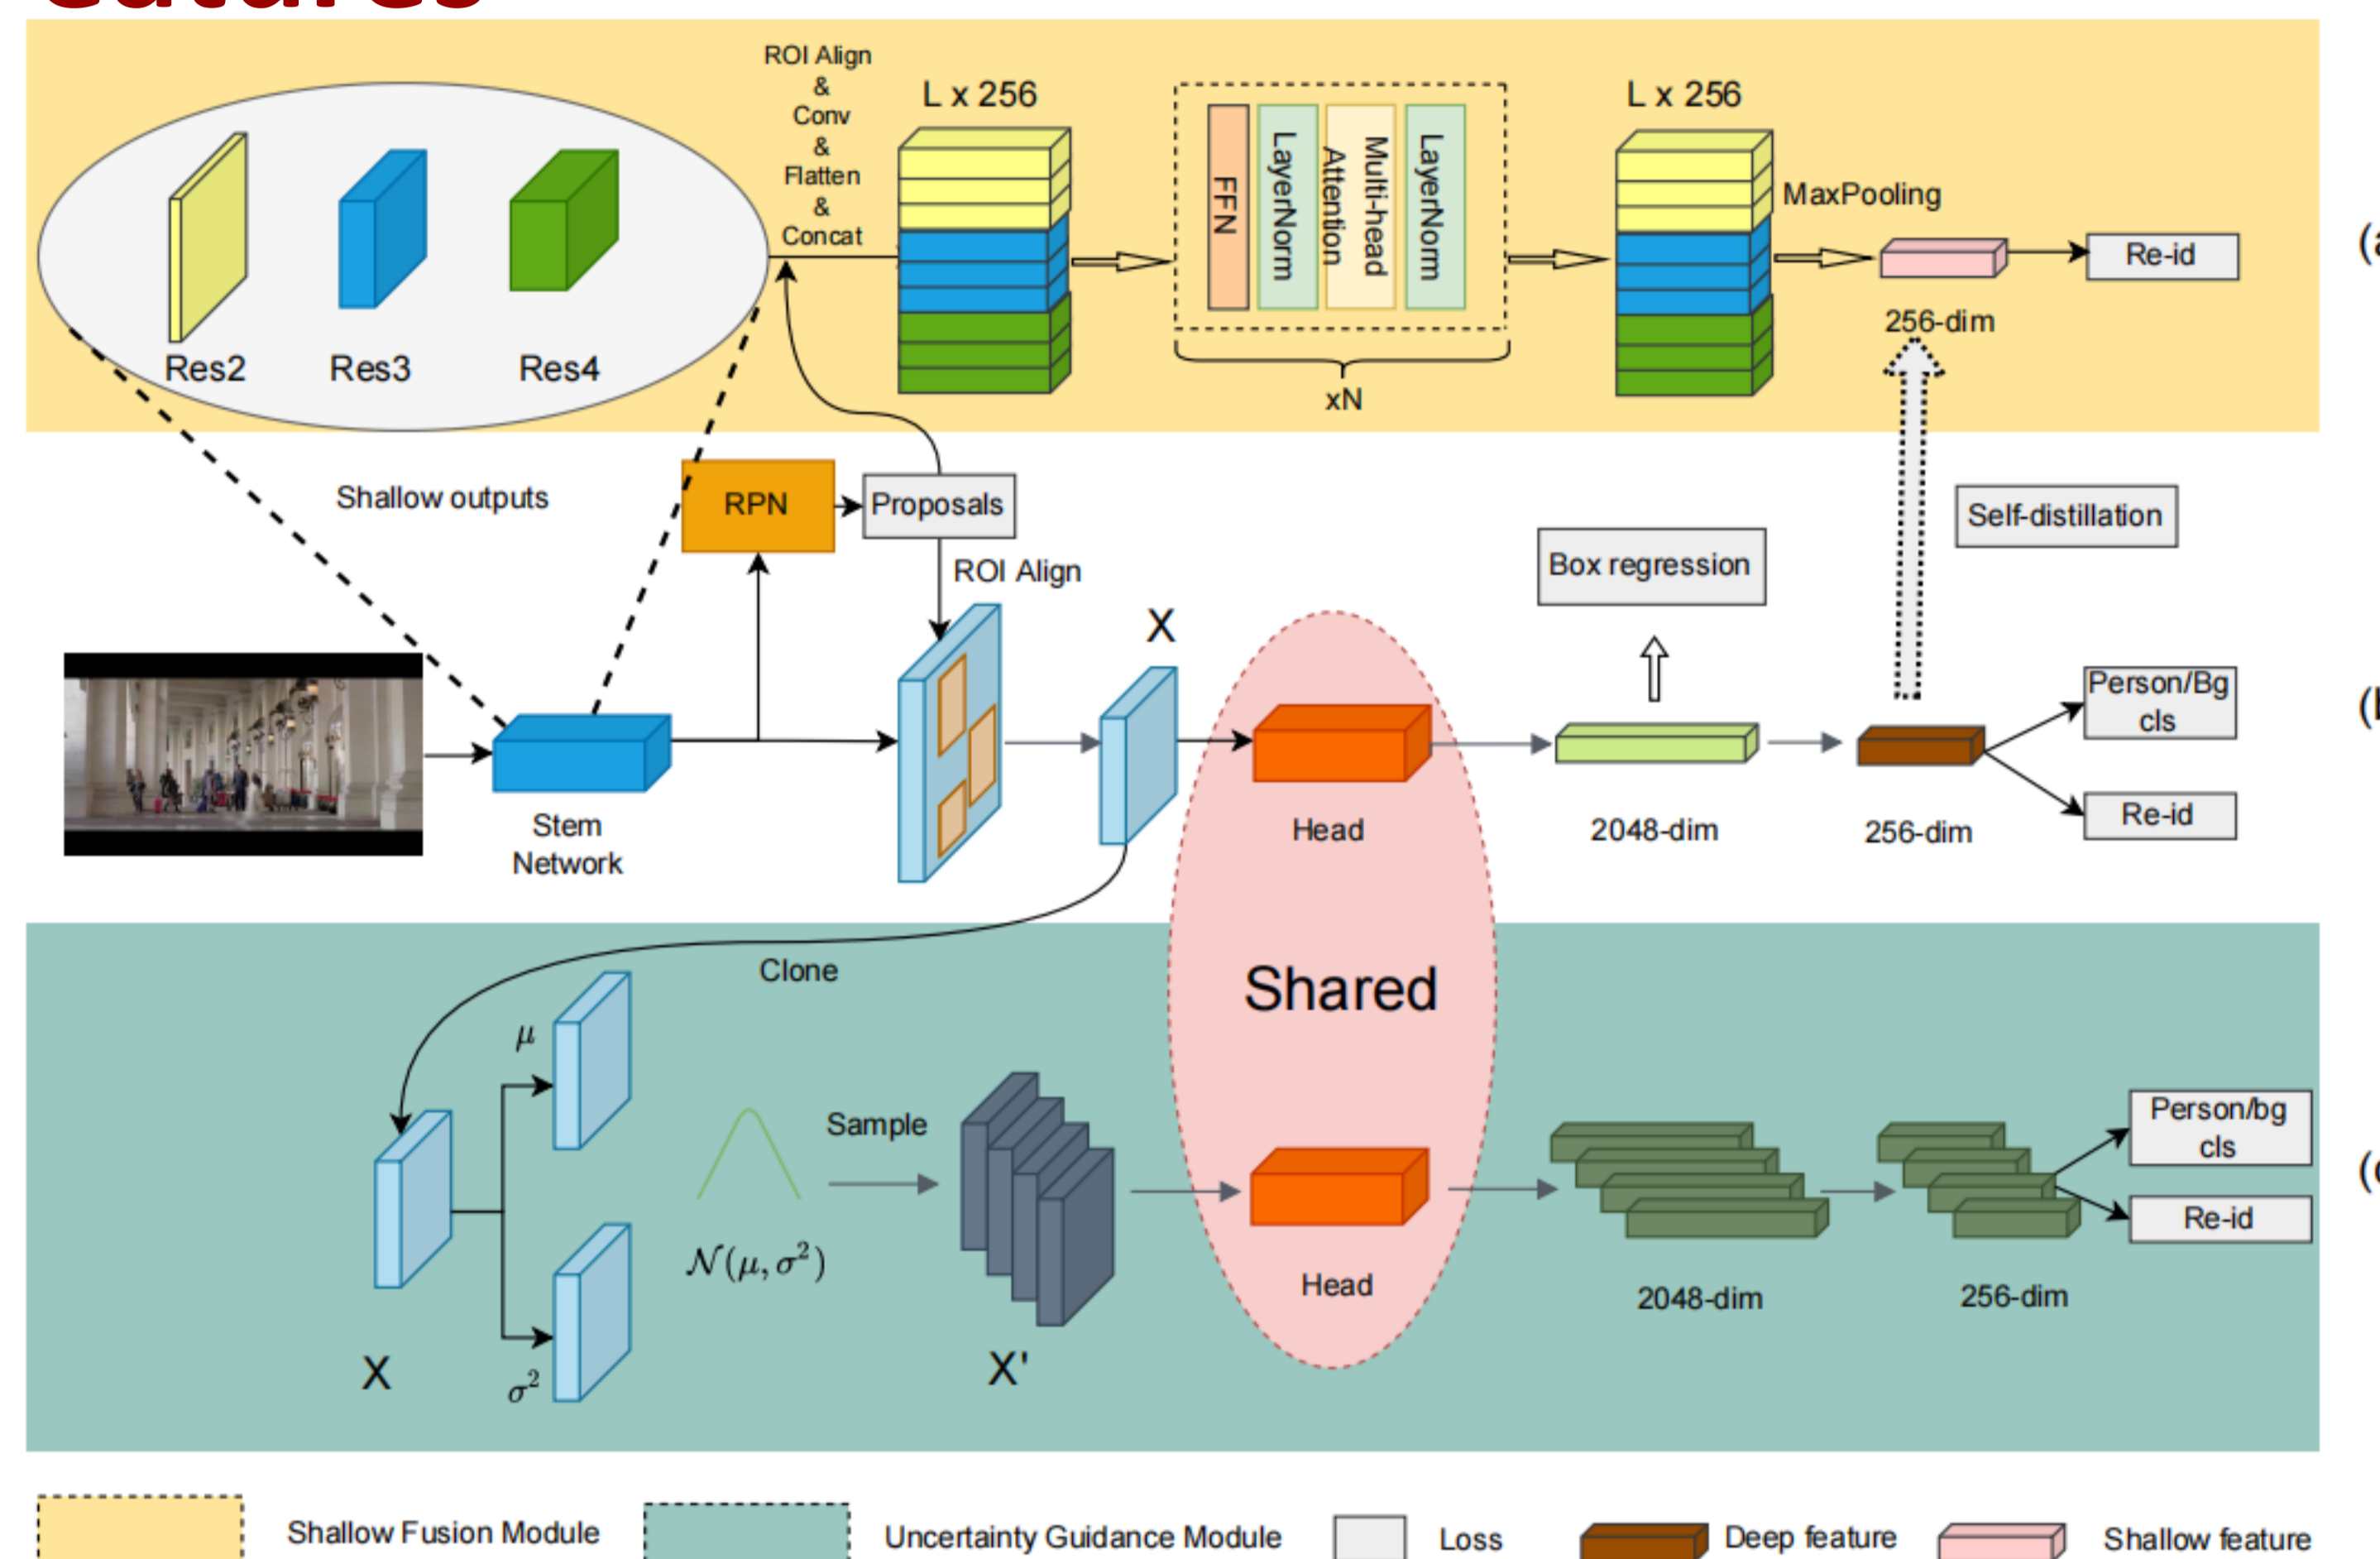 ROI Align
&
Conv
&
Flatten
&
Concat
L x 256
FFN
LayerNorm
Multi-head
Attention
LayerNorm
xN
L x 256
MaxPooling
256-dim
Re-id
Res2
Res3
Res4
Shallow outputs
RPN
Proposals
ROI Align
Box regression
Self-distillation
X
Stem
Network
Head
2048-dim
256-dim
Person/Bg
cls
Re-id
Clone
Shared
μ
σ²
X
N(μ, σ²)
Sample
X'
Head
2048-dim
256-dim
Person/bg
cls
Re-id
Shallow Fusion Module
Uncertainty Guidance Module
Loss
Deep feature
Shallow feature